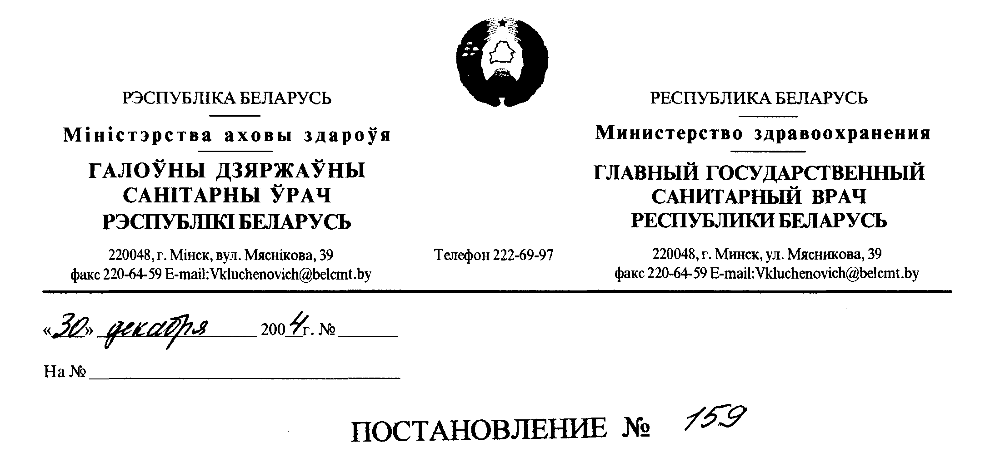 РЭСПУБЛІКА БЕЛАРУСЬ
Міністэрства аховы здароўя
ГАЛОЎНЫ ДЗЯРЖАЎНЫ
САНІТАРНЫ ЎРАЧ
РЭСПУБЛІКІ БЕЛАРУСЬ
220048, г. Мінск, вул. Мяснікова, 39
факс 220-64-59 E-mail:Vkluchenovich@belcmt.by
Телефон 222-69-97
РЕСПУБЛИКА БЕЛАРУСЬ
Министерство здравоохранения
ГЛАВНЫЙ ГОСУДАРСТВЕННЫЙ
САНИТАРНЫЙ ВРАЧ
РЕСПУБЛИКИ БЕЛАРУСЬ
220048, г. Минск, ул. Мясникова, 39
факс 220-64-59 E-mail:Vkluchenovich@belcmt.by
«30» декабря 2004г. №
На №
ПОСТАНОВЛЕНИЕ № 159